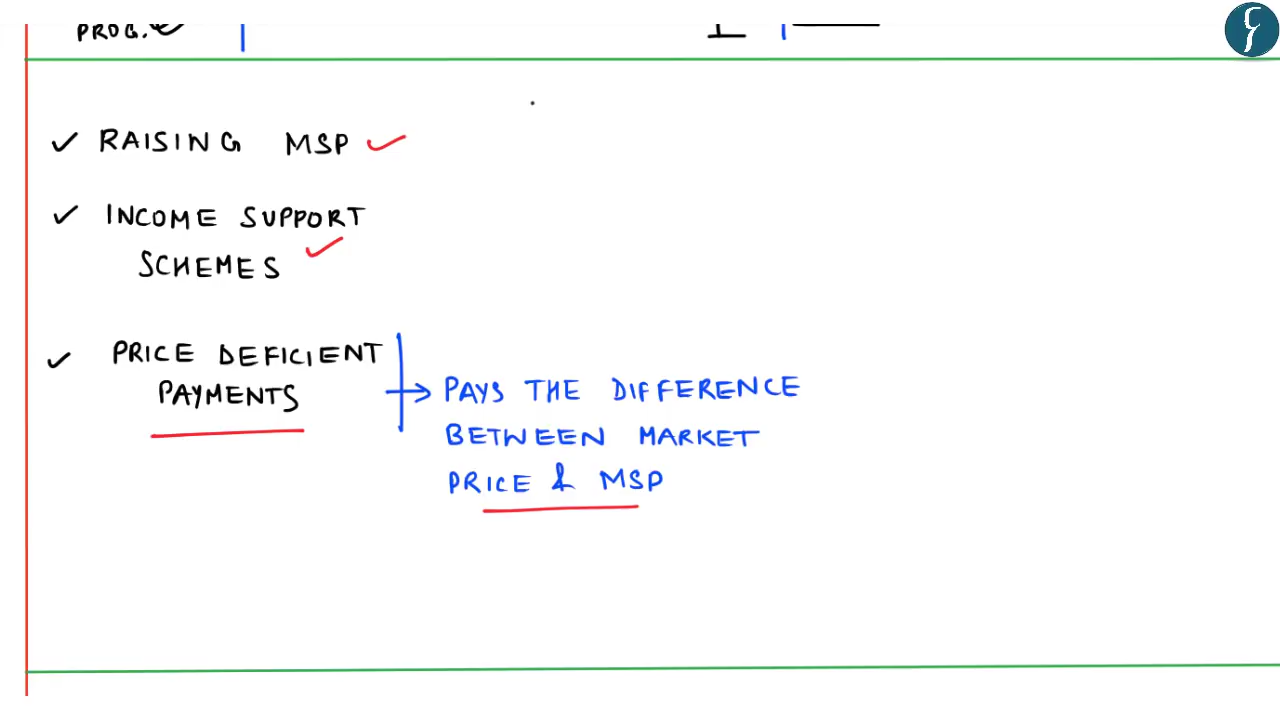 PROG.
RAISING MSP
INCOME SUPPORT
SCHEMES
PRICE DEFICIENT
PAYMENTS
PAYS THE DIFFERENCE
BETWEEN MARKET
PRICE & MSP